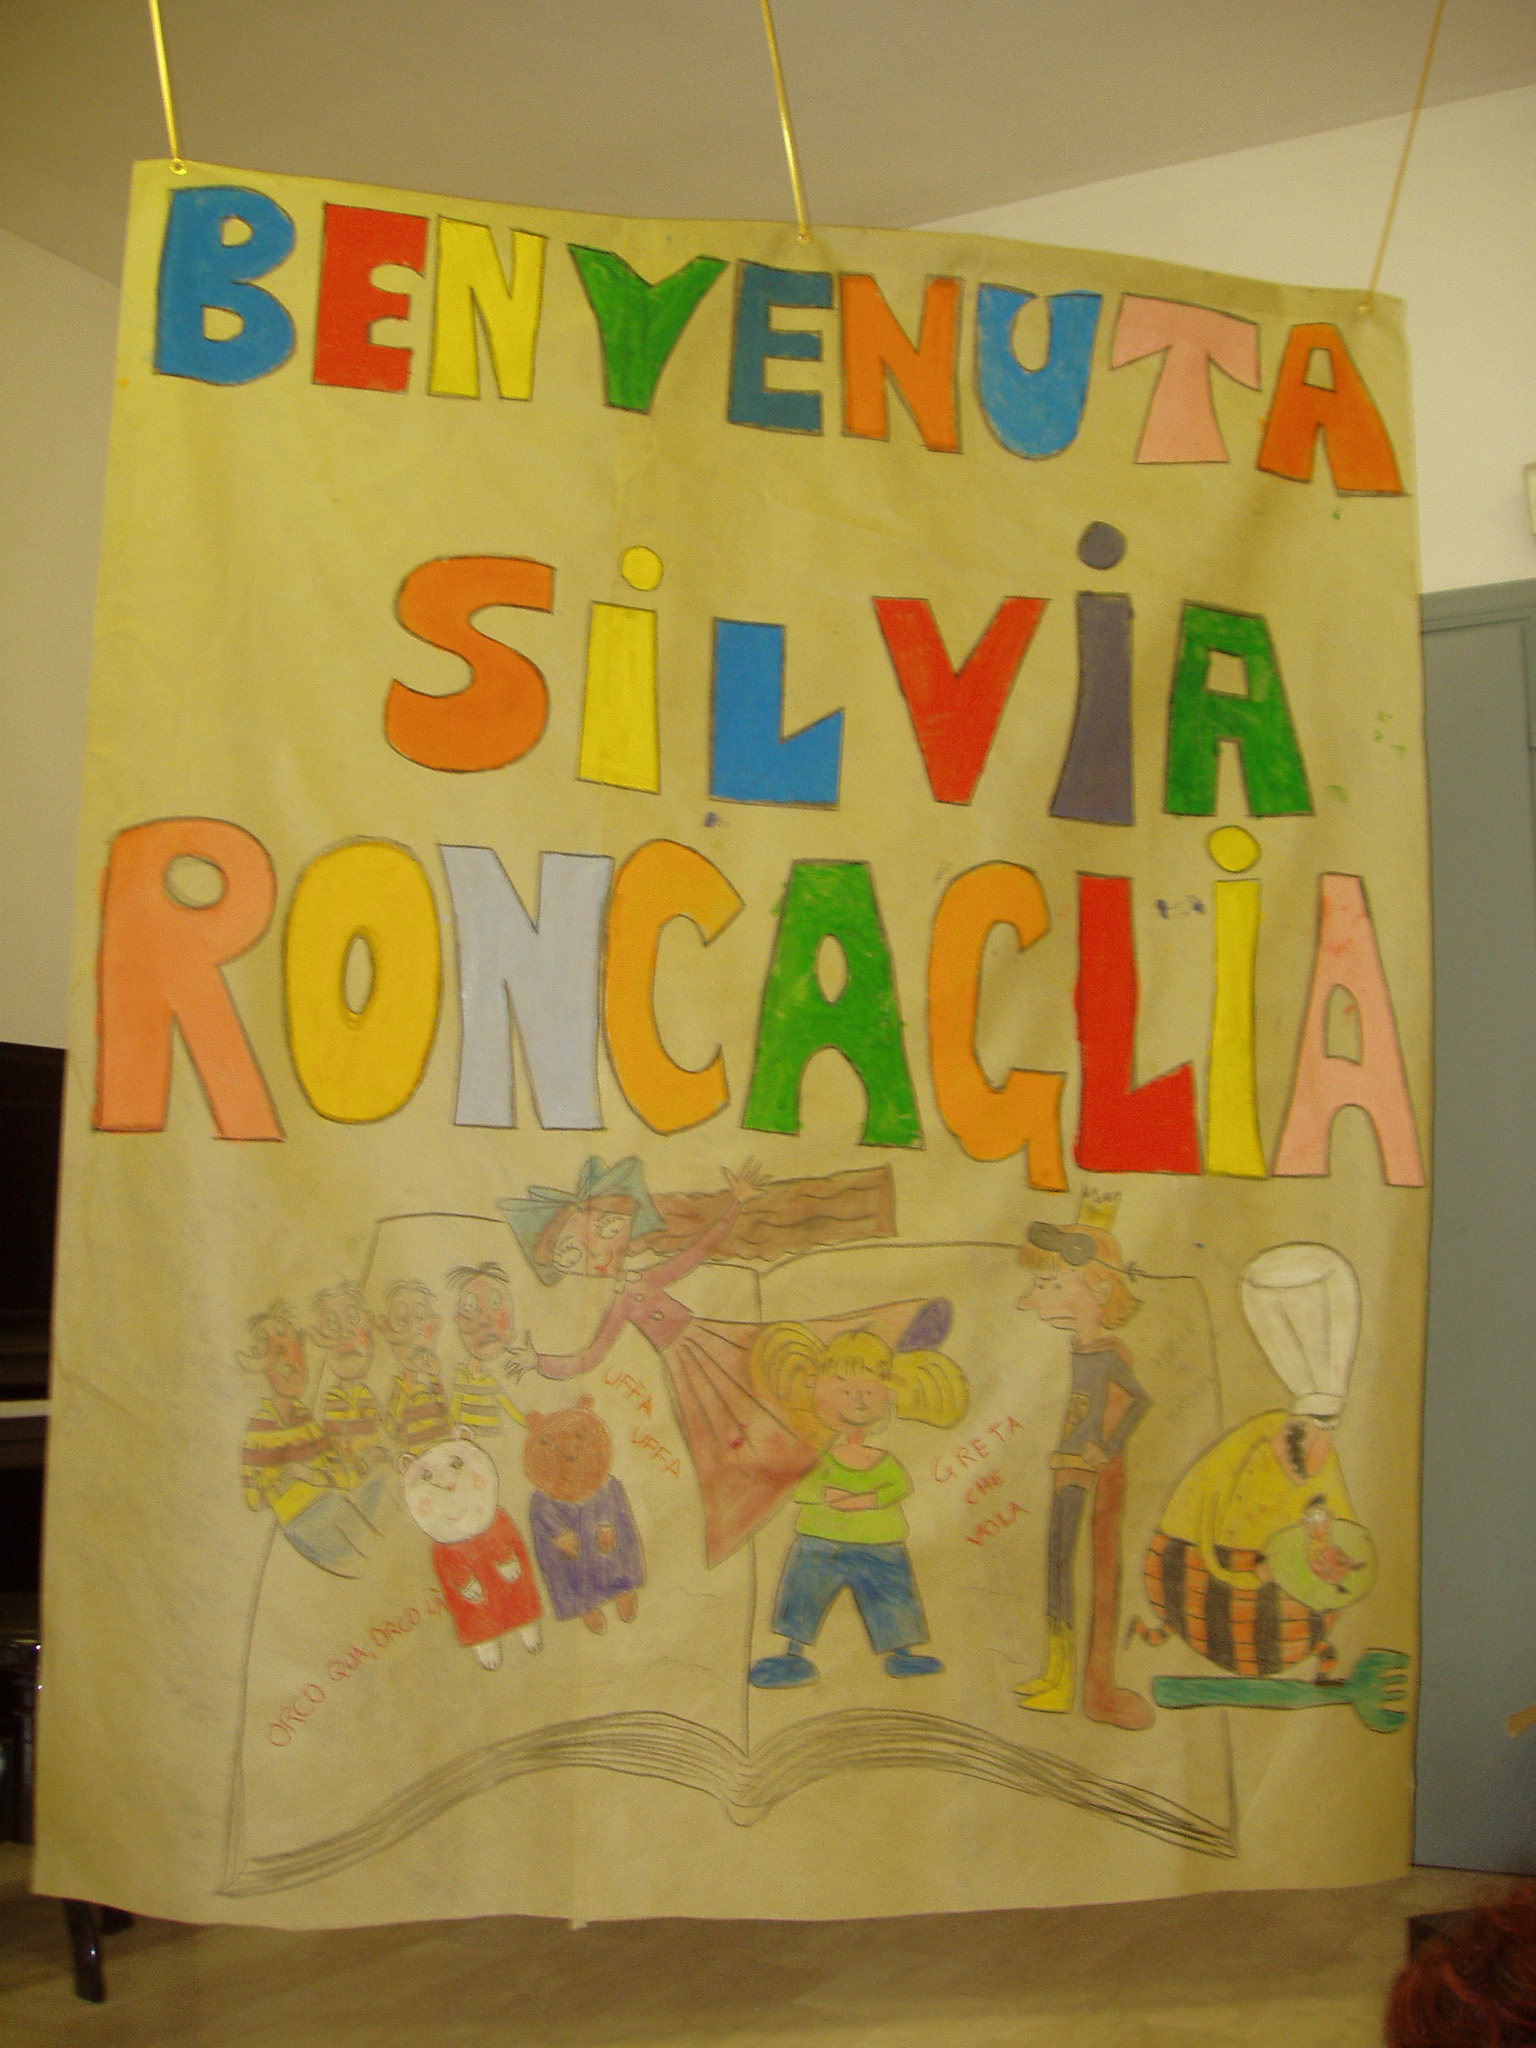 BENVENUTA
SiLViA
RONCAGLiA
UFFA
UFFA
GRETA
CHE
VOLA
ORCO QUA, ORCO LÀ